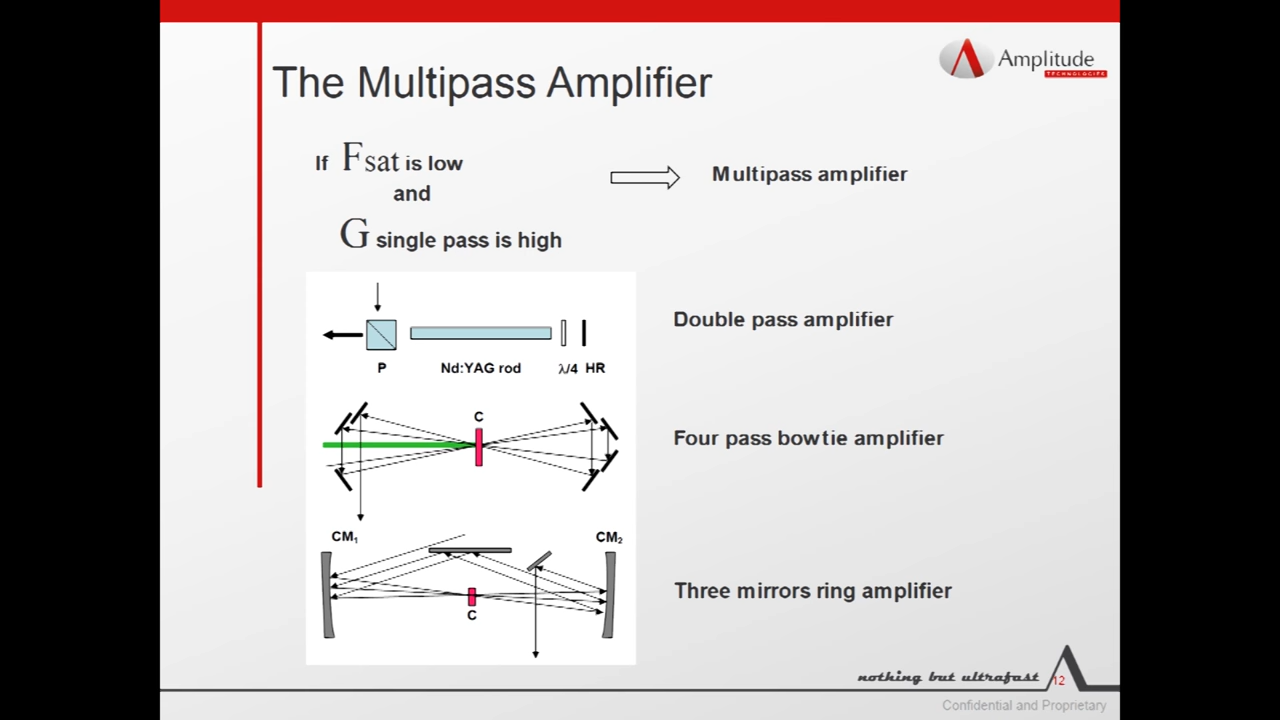 The Multipass Amplifier
Amplitude
TECHNOLOGIES
If Fsat is low
and
G single pass is high
Multipass amplifier
P
Nd:YAG rod
λ/4 HR
Double pass amplifier
C
Four pass bowtie amplifier
CM1
CM2
C
Three mirrors ring amplifier
nothing but ultrafast
12
Confidential and Proprietary